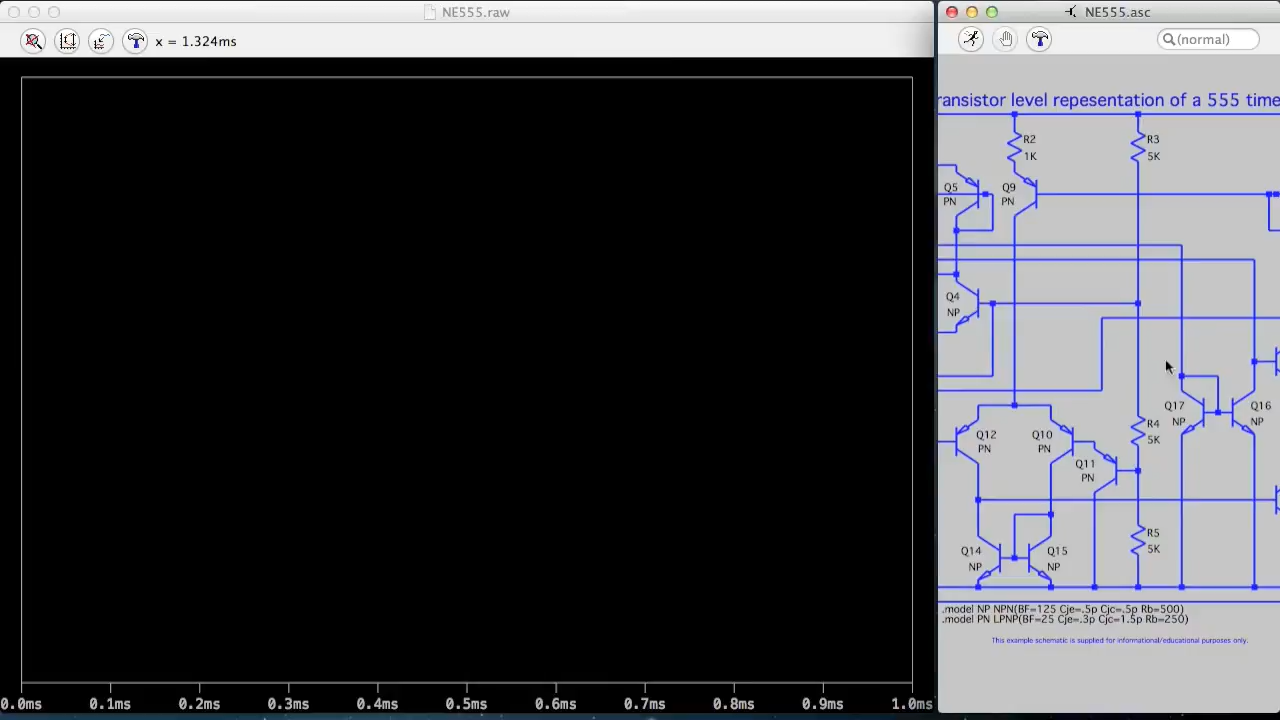 NE555.raw
NE555.asc
x = 1.324ms
(normal)
ransistor level repesentation of a 555 time
R2
1K
R3
5K
Q5
PN
Q9
PN
Q4
NP
Q17
NP
Q16
NP
R4
5K
Q12
PN
Q10
PN
Q11
PN
R5
5K
Q14
NP
Q15
NP
.model NP NPN(BF=125 Cje=.5p Cjc=.5p Rb=500)
.model PN LPNP(BF=25 Cje=.3p Cjc=1.5p Rb=250)
This example schematic is supplied for informational/educational purposes only.
0.0ms 0.1ms 0.2ms 0.3ms 0.4ms 0.5ms 0.6ms 0.7ms 0.8ms 0.9ms 1.0ms